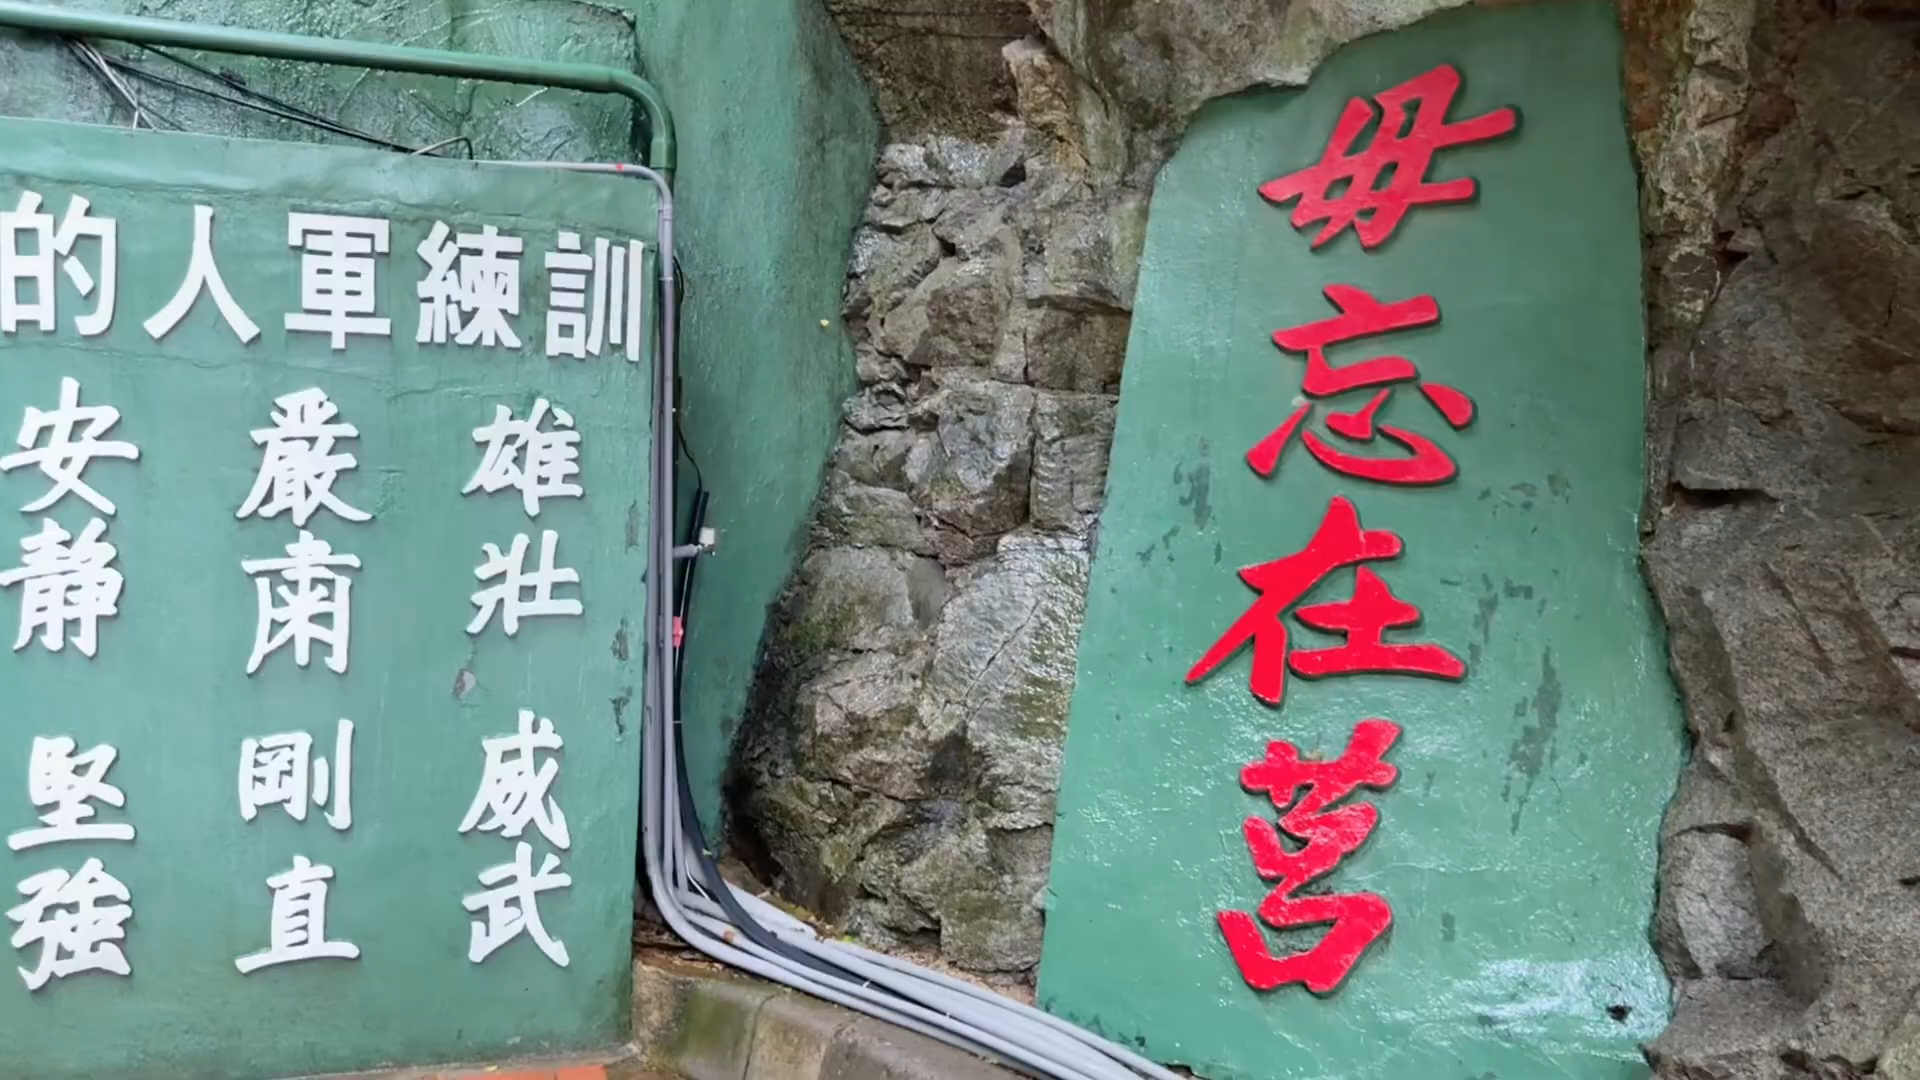 毋忘在莒
訓練軍人的
雄壯 威武
嚴肅 剛直
安静 堅強